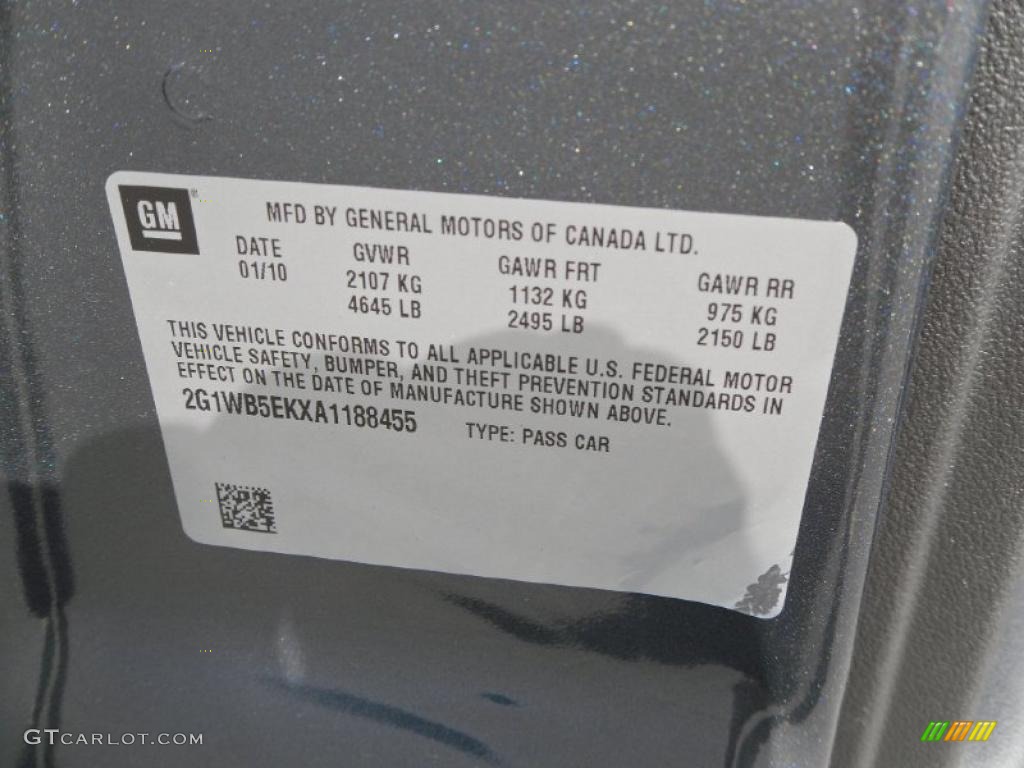 GM®
MFD BY GENERAL MOTORS OF CANADA LTD.
DATE GVWR GAWR FRT GAWR RR
01/10 2107 KG 1132 KG 975 KG
4645 LB 2495 LB 2150 LB
THIS VEHICLE CONFORMS TO ALL APPLICABLE U.S. FEDERAL MOTOR
VEHICLE SAFETY, BUMPER, AND THEFT PREVENTION STANDARDS IN
EFFECT ON THE DATE OF MANUFACTURE SHOWN ABOVE.
2G1WB5EKXA1188455 TYPE: PASS CAR
GTCARLOT.COM